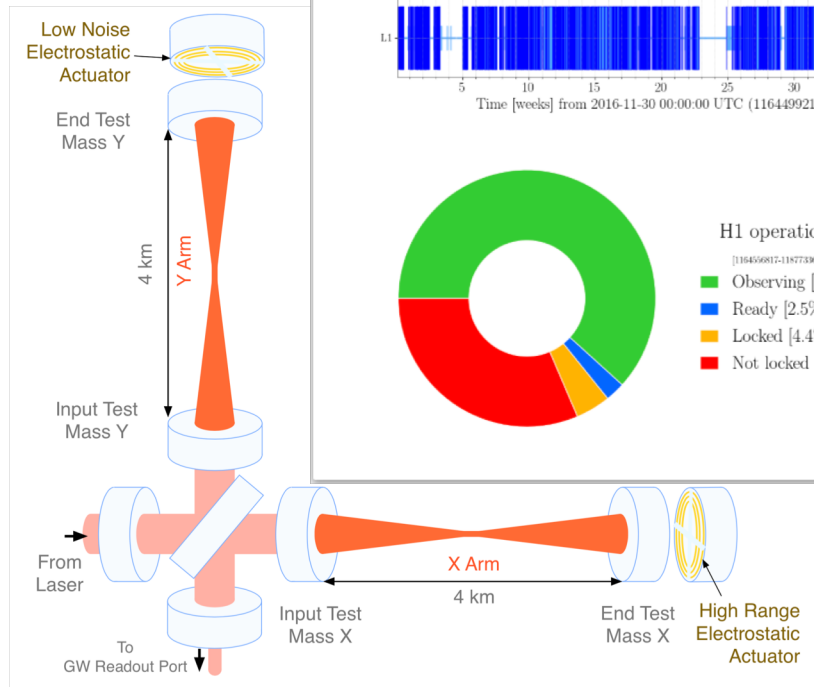 Low Noise
Electrostatic
Actuator
End Test
Mass Y
4 km
Y Arm
Input Test
Mass Y
From
Laser
To
GW Readout Port
Input Test
Mass X
X Arm
4 km
End Test
Mass X
High Range
Electrostatic
Actuator
L1
5
10
15
20
25
30
Time [weeks] from 2016-11-30 00:00:00 UTC (116449921
H1 operatio
Observing [
Ready [2.5%
Locked [4.4
Not locked